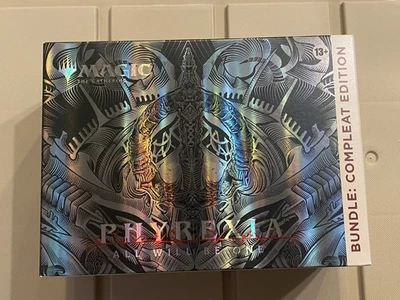 MAGIC
THE GATHERING
13+
PHYREXIA
ALL WILL BE ONE
BUNDLE: COMPLEAT EDITION